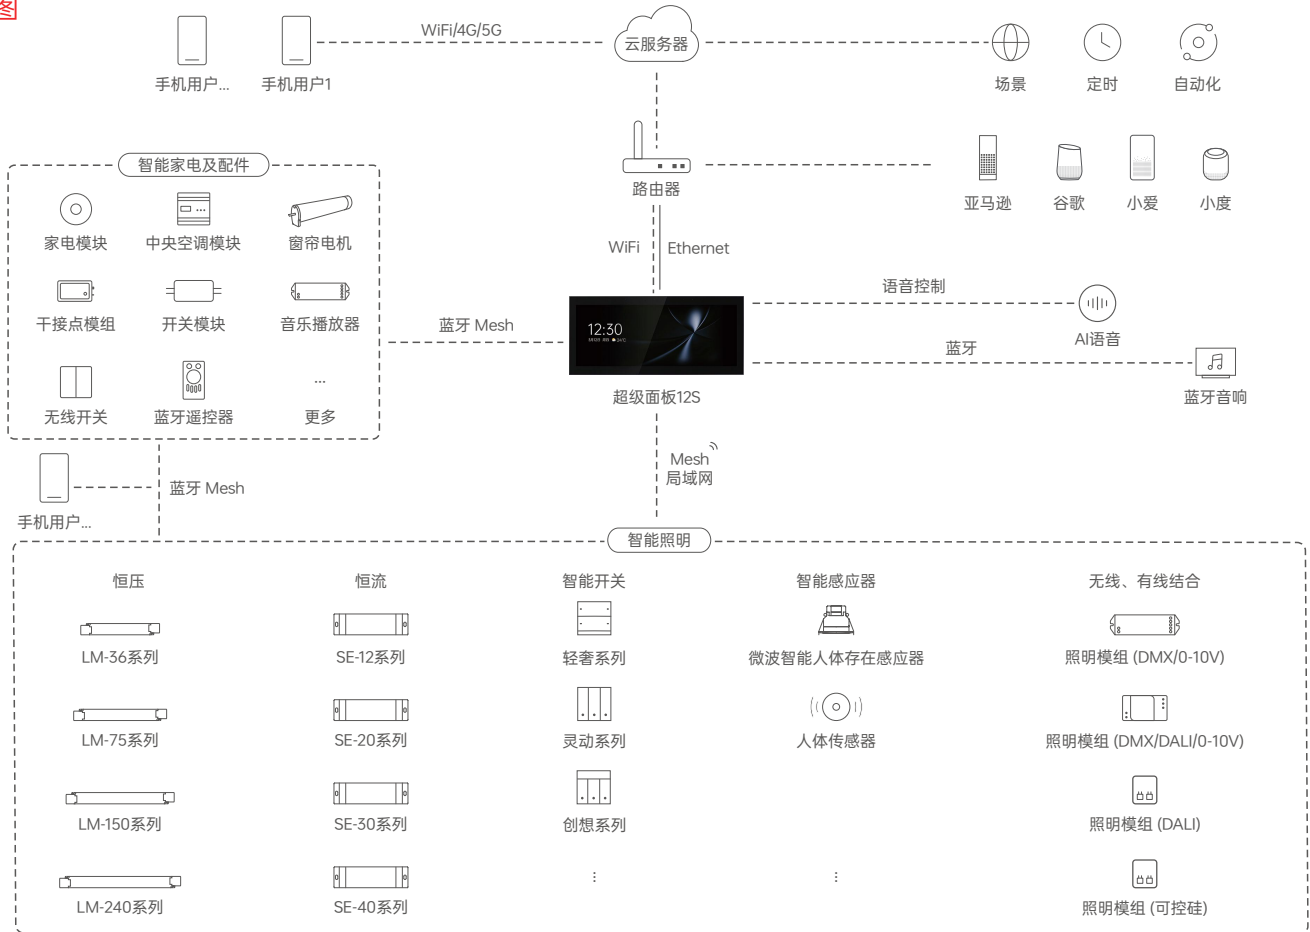 图
WiFi/4G/5G
云服务器
手机用户...
手机用户1
场景
定时
自动化
智能家电及配件
路由器
亚马逊
谷歌
小爱
小度
家电模块
中央空调模块
窗帘电机
WiFi
Ethernet
干接点模组
开关模块
音乐播放器
蓝牙 Mesh
12:30
语音控制
AI语音
蓝牙
无线开关
蓝牙遥控器
...
更多
超级面板12S
蓝牙音响
Mesh
局域网
手机用户...
蓝牙 Mesh
智能照明
恒压
恒流
智能开关
智能感应器
无线、有线结合
LM-36系列
SE-12系列
轻奢系列
微波智能人体存在感应器
照明模组 (DMX/0-10V)
LM-75系列
SE-20系列
灵动系列
人体传感器
照明模组 (DMX/DALI/0-10V)
LM-150系列
SE-30系列
创想系列
照明模组 (DALI)
LM-240系列
SE-40系列
⋮
⋮
照明模组 (可控硅)